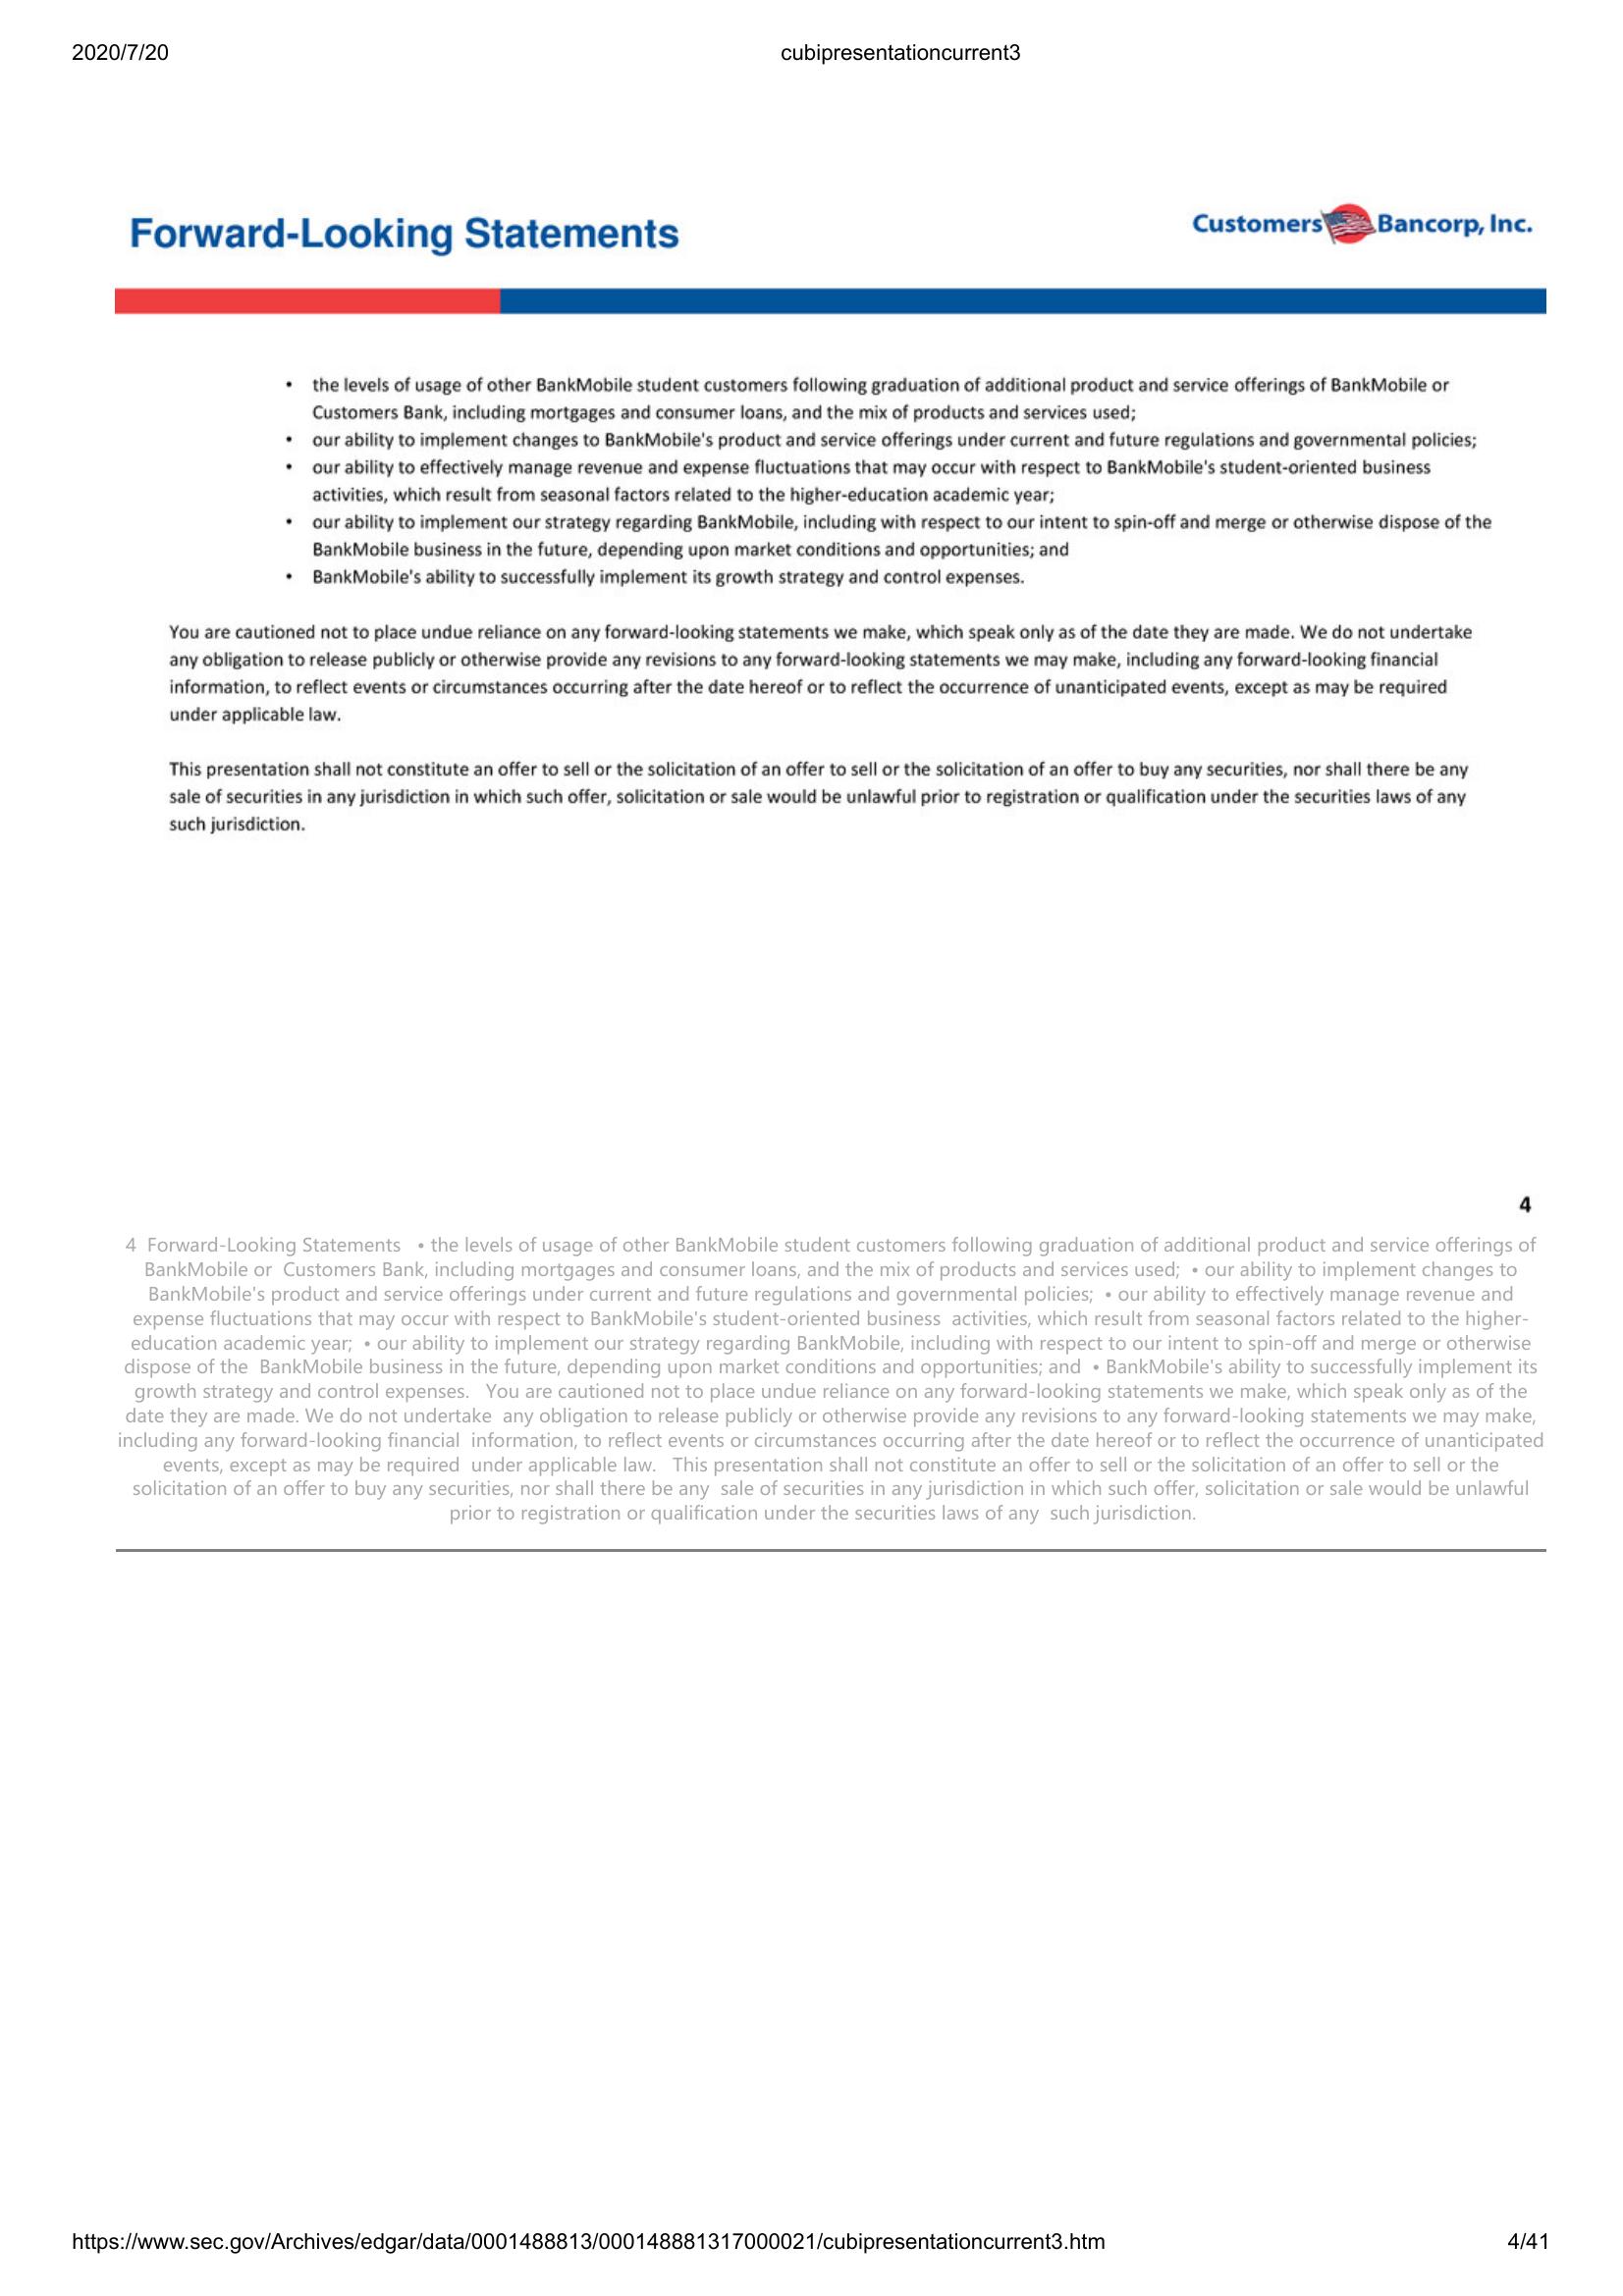 2020/7/20 cubipresentationcurrent3
Forward-Looking Statements
Customers Bancorp, Inc.
• the levels of usage of other BankMobile student customers following graduation of additional product and service offerings of BankMobile or
Customers Bank, including mortgages and consumer loans, and the mix of products and services used;
• our ability to implement changes to BankMobile's product and service offerings under current and future regulations and governmental policies;
• our ability to effectively manage revenue and expense fluctuations that may occur with respect to BankMobile's student-oriented business
activities, which result from seasonal factors related to the higher-education academic year;
• our ability to implement our strategy regarding BankMobile, including with respect to our intent to spin-off and merge or otherwise dispose of the
BankMobile business in the future, depending upon market conditions and opportunities; and
• BankMobile's ability to successfully implement its growth strategy and control expenses.
You are cautioned not to place undue reliance on any forward-looking statements we make, which speak only as of the date they are made. We do not undertake
any obligation to release publicly or otherwise provide any revisions to any forward-looking statements we may make, including any forward-looking financial
information, to reflect events or circumstances occurring after the date hereof or to reflect the occurrence of unanticipated events, except as may be required
under applicable law.
This presentation shall not constitute an offer to sell or the solicitation of an offer to sell or the solicitation of an offer to buy any securities, nor shall there be any
sale of securities in any jurisdiction in which such offer, solicitation or sale would be unlawful prior to registration or qualification under the securities laws of any
such jurisdiction.
4
4 Forward-Looking Statements • the levels of usage of other BankMobile student customers following graduation of additional product and service offerings of
BankMobile or Customers Bank, including mortgages and consumer loans, and the mix of products and services used; • our ability to implement changes to
BankMobile's product and service offerings under current and future regulations and governmental policies; • our ability to effectively manage revenue and
expense fluctuations that may occur with respect to BankMobile's student-oriented business activities, which result from seasonal factors related to the higher-
education academic year; • our ability to implement our strategy regarding BankMobile, including with respect to our intent to spin-off and merge or otherwise
dispose of the BankMobile business in the future, depending upon market conditions and opportunities; and • BankMobile's ability to successfully implement its
growth strategy and control expenses. You are cautioned not to place undue reliance on any forward-looking statements we make, which speak only as of the
date they are made. We do not undertake any obligation to release publicly or otherwise provide any revisions to any forward-looking statements we may make,
including any forward-looking financial information, to reflect events or circumstances occurring after the date hereof or to reflect the occurrence of unanticipated
events, except as may be required under applicable law. This presentation shall not constitute an offer to sell or the solicitation of an offer to sell or the
solicitation of an offer to buy any securities, nor shall there be any sale of securities in any jurisdiction in which such offer, solicitation or sale would be unlawful
prior to registration or qualification under the securities laws of any such jurisdiction.
https://www.sec.gov/Archives/edgar/data/0001488813/000148881317000021/cubipresentationcurrent3.htm 4/41